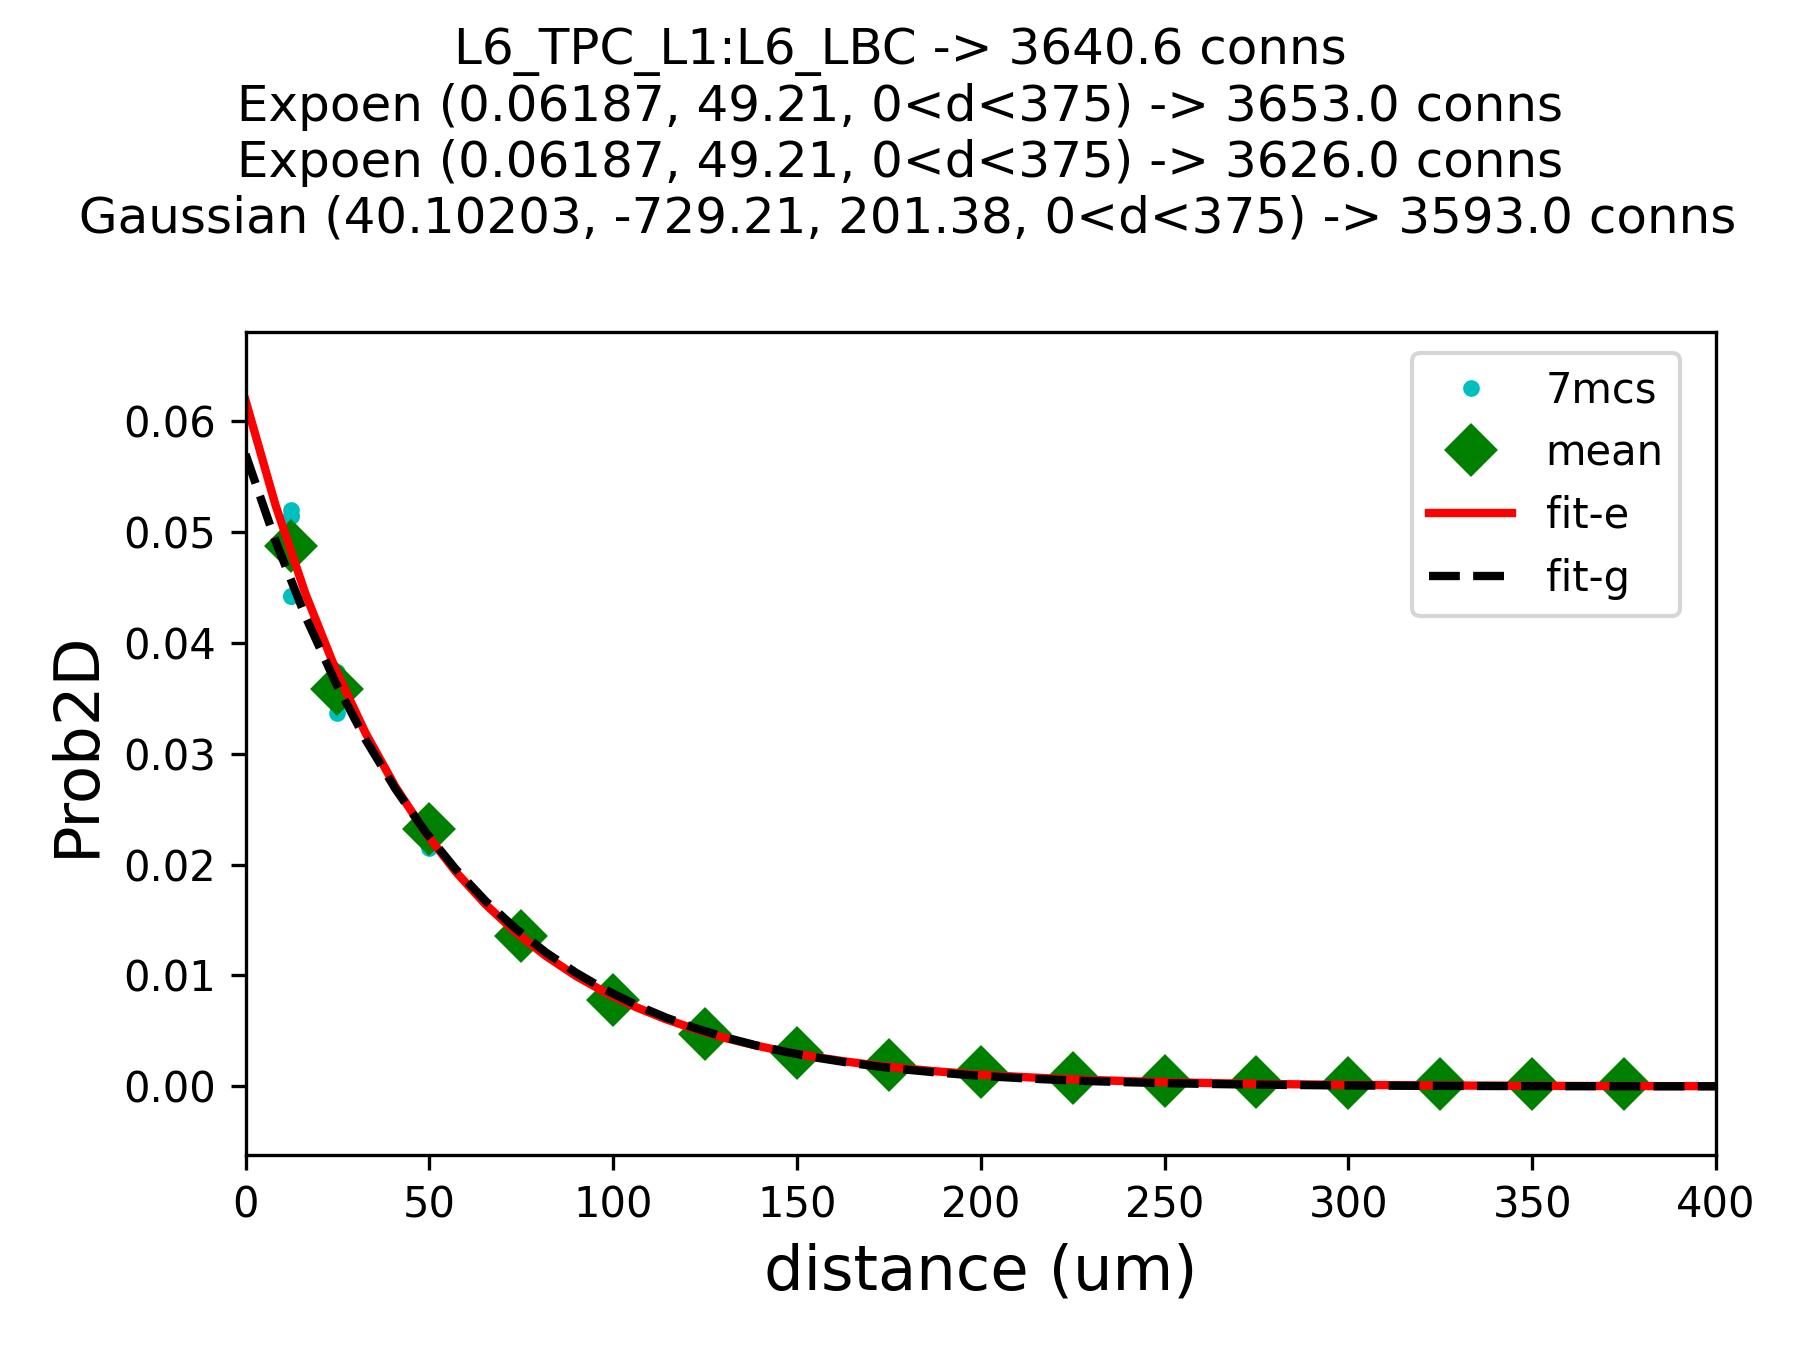 L6_TPC_L1:L6_LBC -> 3640.6 conns
Expoen (0.06187, 49.21, 0<d<375) -> 3653.0 conns
Expoen (0.06187, 49.21, 0<d<375) -> 3626.0 conns
Gaussian (40.10203, -729.21, 201.38, 0<d<375) -> 3593.0 conns
7mcs
mean
fit-e
fit-g
Prob2D
0.06
0.05
0.04
0.03
0.02
0.01
0.00
0 50 100 150 200 250 300 350 400
distance (um)